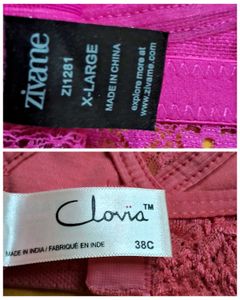 zivame
ZI1281
X-LARGE
MADE IN CHINA
explore more at
www.zivame.com
Clovia™
MADE IN INDIA / FABRIQUÉ EN INDE
38C